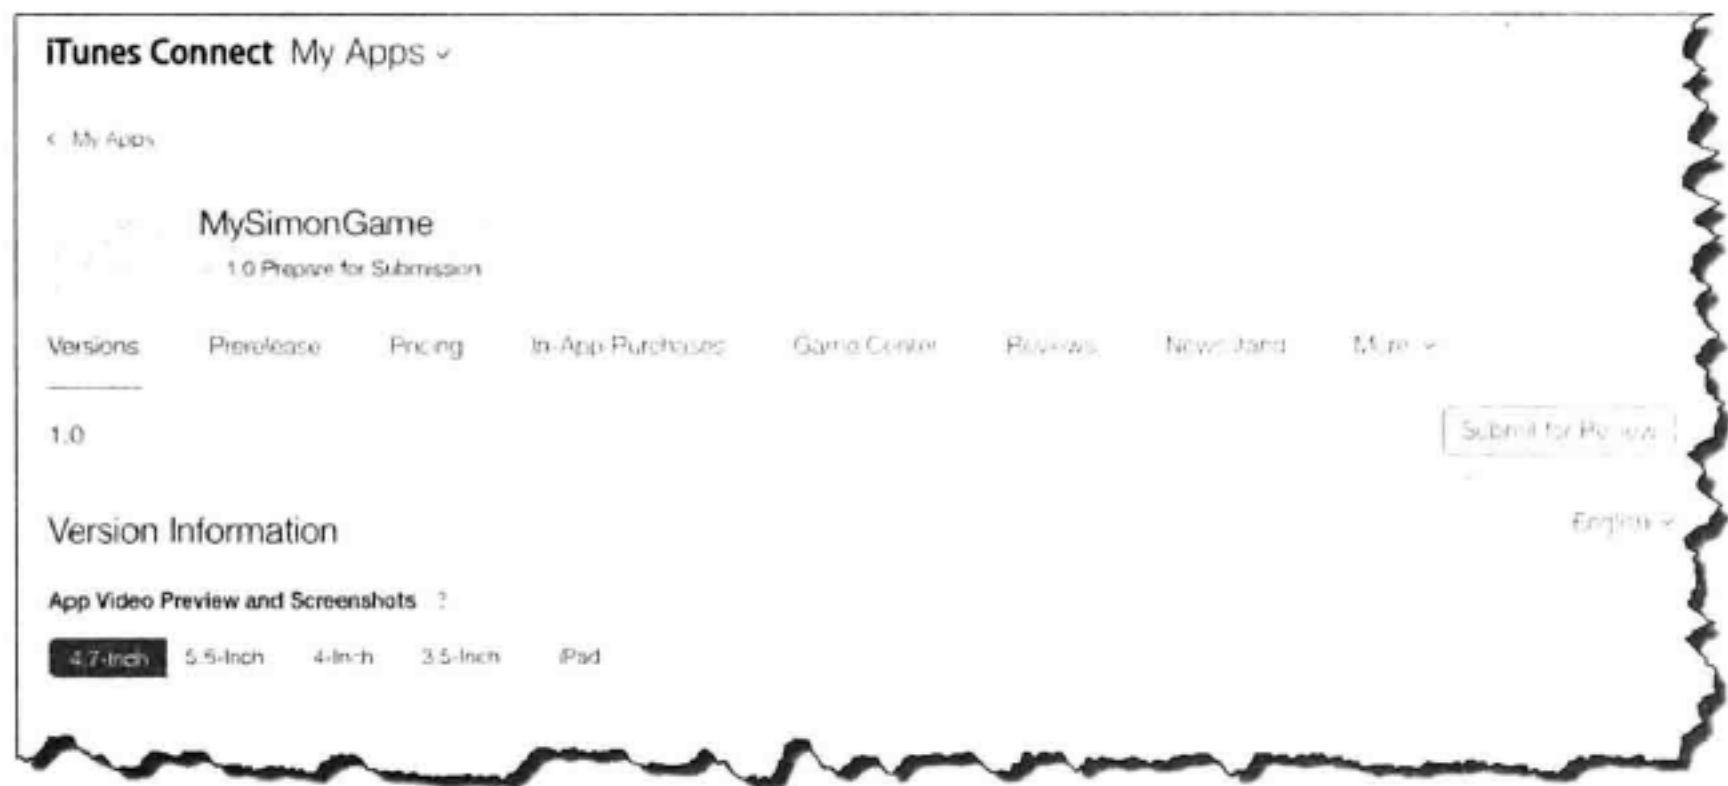 iTunes Connect My Apps
< My Apps
MySimonGame
1.0 Prepare for Submission
Versions Prerelease Pricing In-App Purchases Game Center Reviews Newsstand More
1.0
Submit for Review
Version Information
English
App Video Preview and Screenshots ?
4.7-Inch 5.5-Inch 4-Inch 3.5-Inch iPad